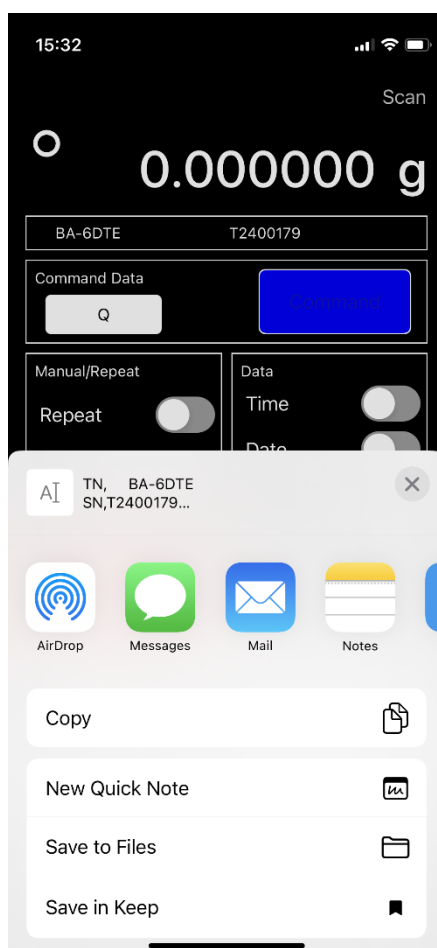 15:32
Scan
0.000000 g
BA-6DTE T2400179
Command Data
Q
Command
Manual/Repeat
Repeat
Data
Time
Date
TN, BA-6DTE
SN,T2400179...
AirDrop Messages Mail Notes
Copy
New Quick Note
Save to Files
Save in Keep